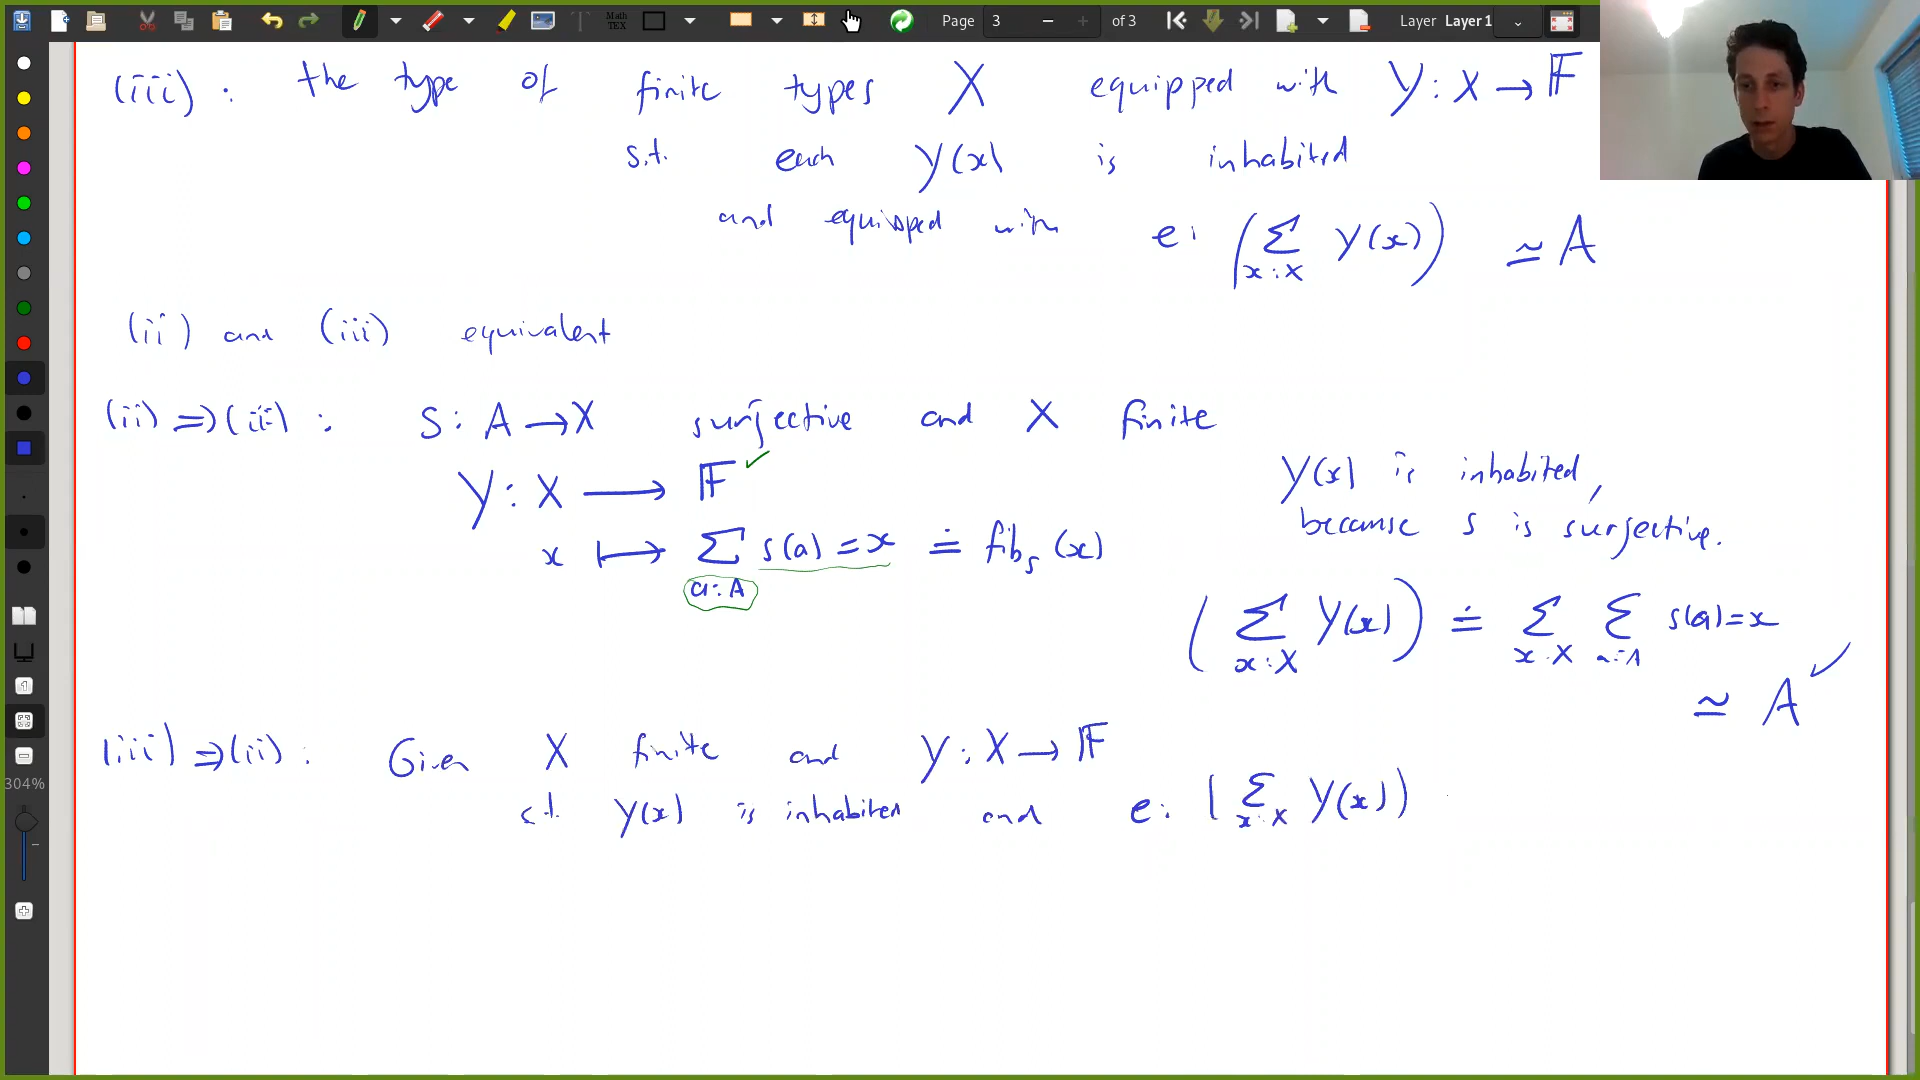 Page 3 of 3 Layer Layer 1
(iii) : the type of finite types X equipped with Y : X → 𝔽
s.t. each Y(x) is inhabited
and equipped with e : (Σ_{x:X} Y(x)) ≃ A
(ii) and (iii) equivalent
(ii) ⇒ (iii) : S : A → X surjective and X finite
Y : X ⟶ 𝔽 ✓
x ⟼ Σ_{a:A} s(a) = x ≐ fib_s (x)
Y(x) is inhabited,
because s is surjective.
(Σ_{x:X} Y(x)) ≐ Σ_{x:X} Σ_{a:A} s(a) = x
≃ A ✓
(iii) ⇒ (ii) : Given X finite and Y : X → 𝔽
s.t. Y(x) is inhabited and e : (Σ_{x:X} Y(x))
304%